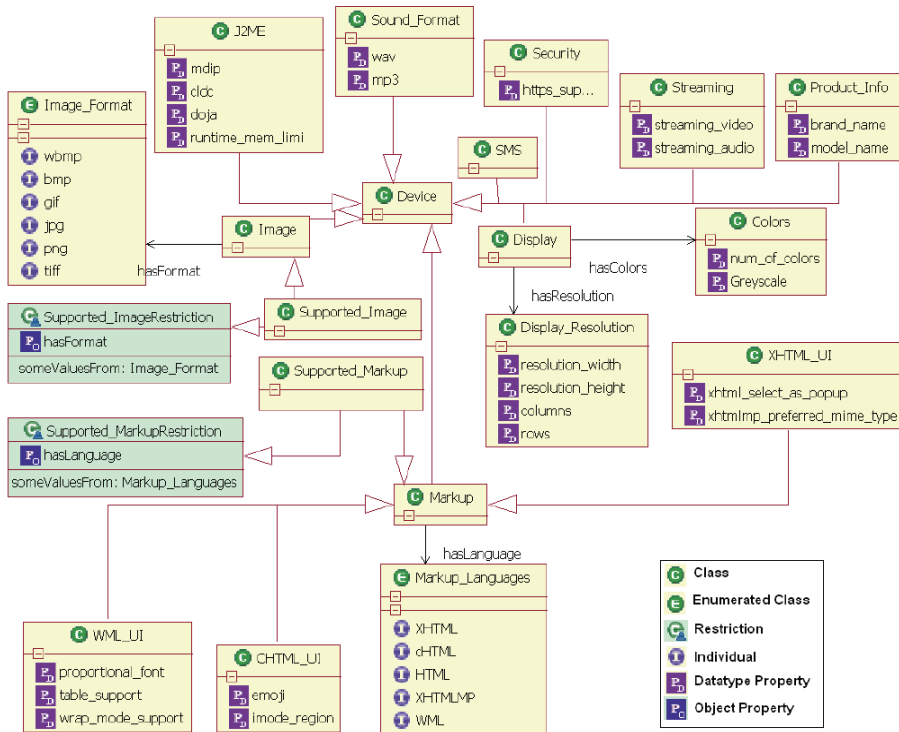 J2ME
mdip
cldc
doja
runtime_mem_limi
Sound_Format
wav
mp3
Security
https_sup...
Streaming
streaming_video
streaming_audio
Product_Info
brand_name
model_name
Image_Format
wbmp
bmp
gif
jpg
png
tiff
SMS
Device
Image
hasFormat
Display
hasColors
Colors
num_of_colors
Greyscale
hasResolution
Supported_ImageRestriction
hasFormat
someValuesFrom: Image_Format
Supported_Image
Display_Resolution
resolution_width
resolution_height
columns
rows
XHTML_UI
xhtml_select_as_popup
xhtmlmp_preferred_mime_type
Supported_Markup
Supported_MarkupRestriction
hasLanguage
someValuesFrom: Markup_Languages
Markup
hasLanguage
Markup_Languages
XHTML
cHTML
HTML
XHTMLMP
WML
WML_UI
proportional_font
table_support
wrap_mode_support
CHTML_UI
emoji
imode_region
C Class
E Enumerated Class
Restriction
I Individual
PD Datatype Property
PO Object Property